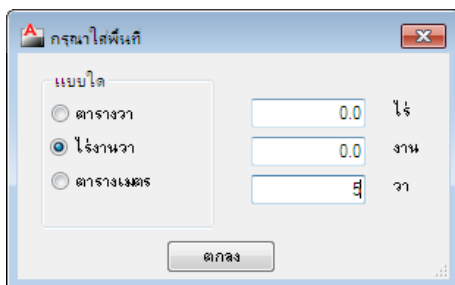 กรุณาใส่พื้นที่
แบบใด
ตารางวา
0.0 ไร่
ไร่งานวา
0.0 งาน
ตารางเมตร
5 วา
ตกลง